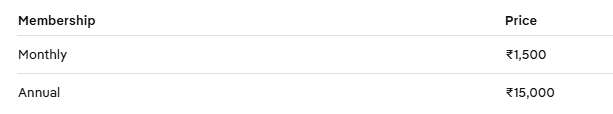 Membership Price
Monthly ₹1,500
Annual ₹15,000